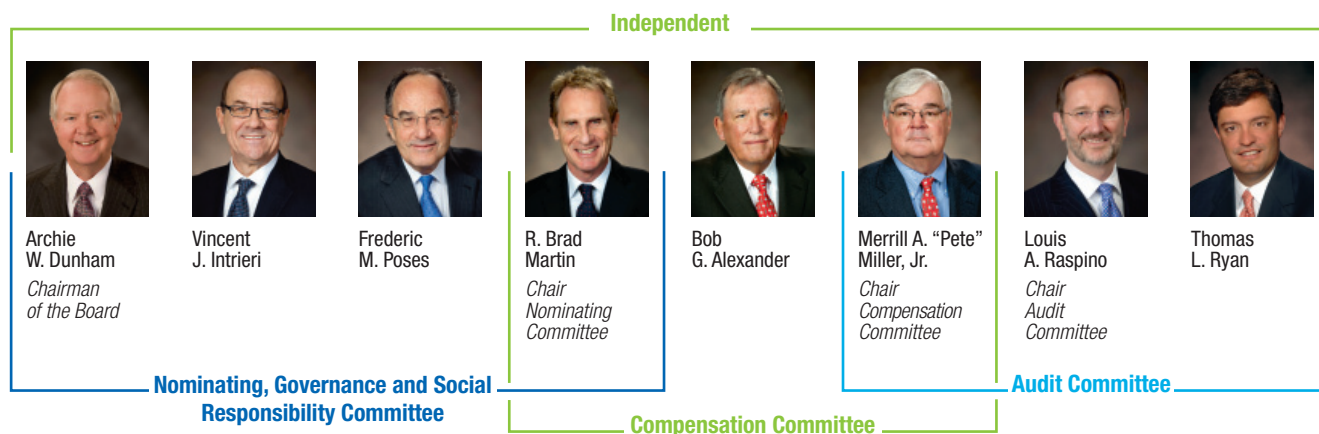 Independent
Archie
W. Dunham
Chairman
of the Board
Vincent
J. Intrieri
Frederic
M. Poses
R. Brad
Martin
Chair
Nominating
Committee
Bob
G. Alexander
Merrill A. “Pete”
Miller, Jr.
Chair
Compensation
Committee
Louis
A. Raspino
Chair
Audit
Committee
Thomas
L. Ryan
Nominating, Governance and Social
Responsibility Committee
Audit Committee
Compensation Committee